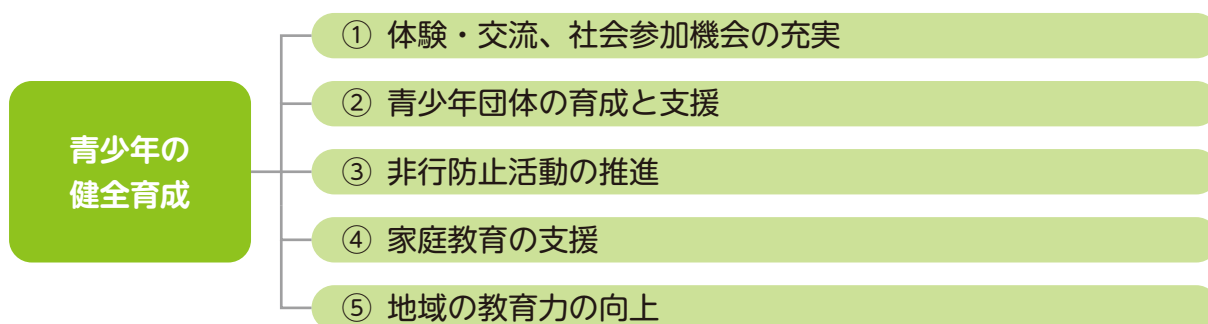 青少年の
健全育成
① 体験・交流、社会参加機会の充実
② 青少年団体の育成と支援
③ 非行防止活動の推進
④ 家庭教育の支援
⑤ 地域の教育力の向上